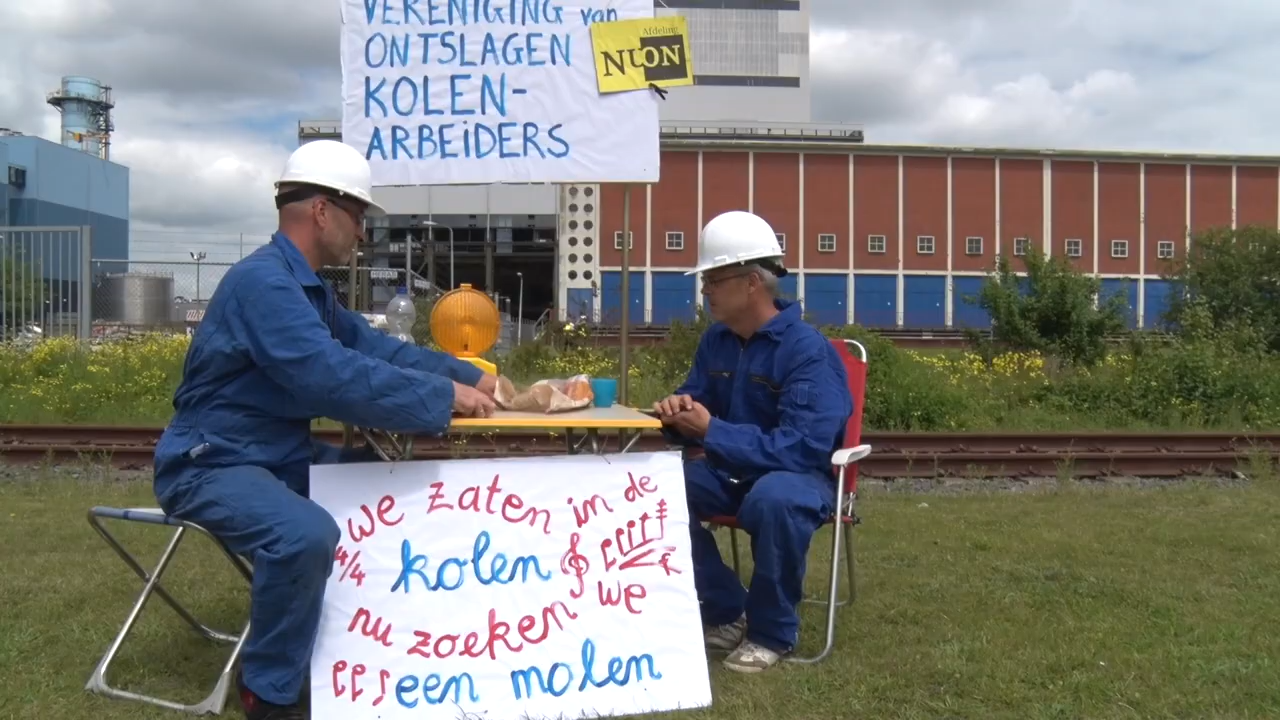 VERENIGING van
ONTSLAGEN
KOLEN-
ARBEIDERS
Afdeling
NUON
we zaten in de
4/4 kolen
nu zoeken we
een molen